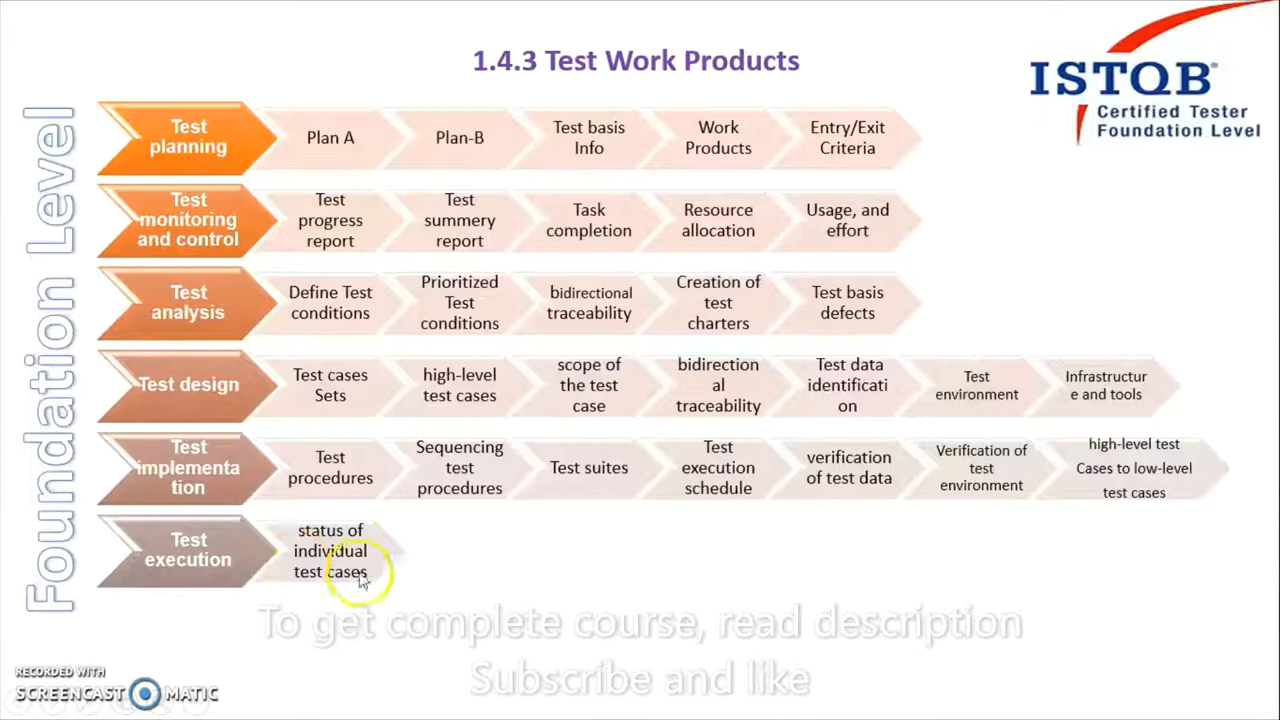 1.4.3 Test Work Products
ISTQB®
Certified Tester
Foundation Level
Foundation Level
Test
planning
Plan A
Plan-B
Test basis
Info
Work
Products
Entry/Exit
Criteria
Test
monitoring
and control
Test
progress
report
Test
summery
report
Task
completion
Resource
allocation
Usage, and
effort
Test
analysis
Define Test
conditions
Prioritized
Test
conditions
bidirectional
traceability
Creation of
test
charters
Test basis
defects
Test design
Test cases
Sets
high-level
test cases
scope of
the test
case
bidirection
al
traceability
Test data
identificati
on
Test
environment
Infrastructur
e and tools
Test
implementa
tion
Test
procedures
Sequencing
test
procedures
Test suites
Test
execution
schedule
verification
of test data
Verification of
test
environment
high-level test
Cases to low-level
test cases
Test
execution
status of
individual
test cases
To get complete course, read description
Subscribe and like
RECORDED WITH
SCREENCAST MATIC